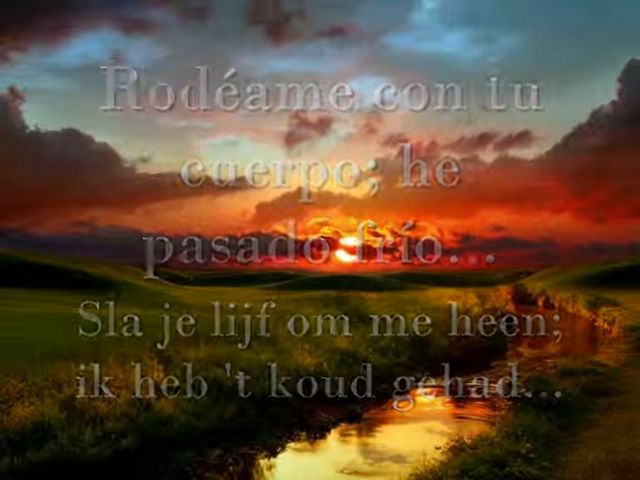 Rodéame con tu
cuerpo; he
pasado frío...
Sla je lijf om me heen;
ik heb 't koud gehad...